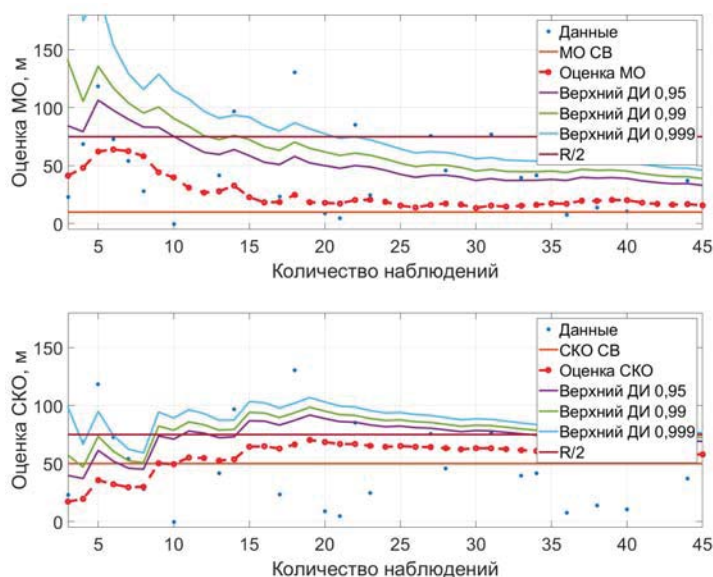 Оценка МО, м
150
100
50
0
5
10
15
20
25
30
35
40
45
Количество наблюдений
Данные
МО СВ
Оценка МО
Верхний ДИ 0,95
Верхний ДИ 0,99
Верхний ДИ 0,999
R/2
Оценка СКО, м
150
100
50
0
5
10
15
20
25
30
35
40
45
Количество наблюдений
Данные
СКО СВ
Оценка СКО
Верхний ДИ 0,95
Верхний ДИ 0,99
Верхний ДИ 0,999
R/2